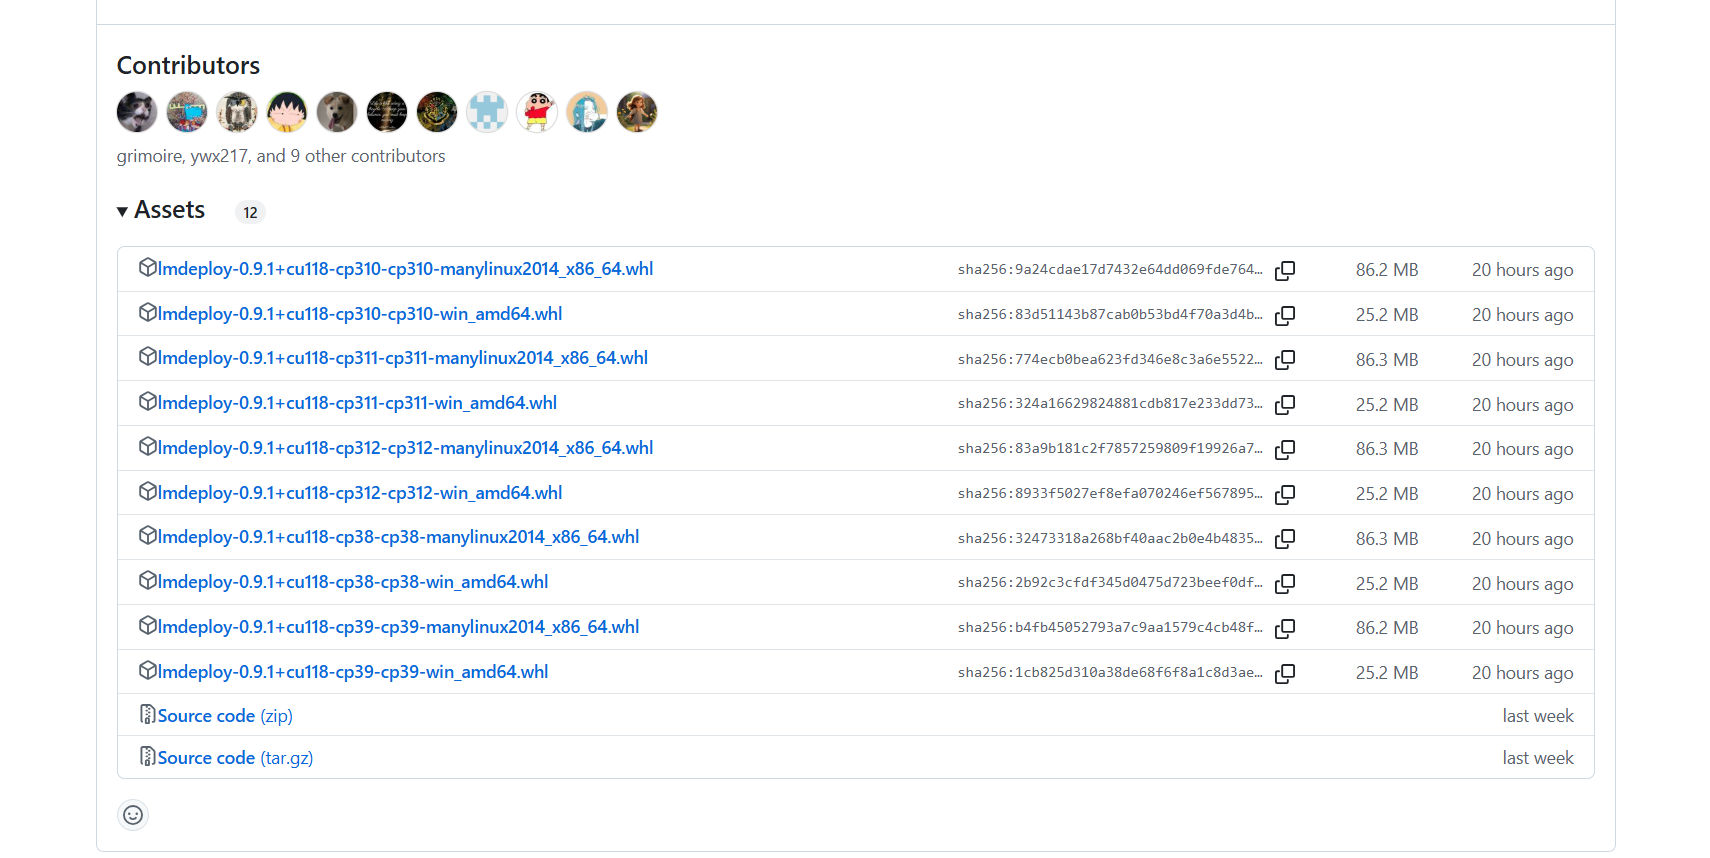 Contributors
grimoire, ywx217, and 9 other contributors
Assets 12
lmdeploy-0.9.1+cu118-cp310-cp310-manylinux2014_x86_64.whl sha256:9a24cdae17d7432e64dd069fde764… 86.2 MB 20 hours ago
lmdeploy-0.9.1+cu118-cp310-cp310-win_amd64.whl sha256:83d51143b87cab0b53bd4f70a3d4b… 25.2 MB 20 hours ago
lmdeploy-0.9.1+cu118-cp311-cp311-manylinux2014_x86_64.whl sha256:774ecb0bea623fd346e8c3a6e5522… 86.3 MB 20 hours ago
lmdeploy-0.9.1+cu118-cp311-cp311-win_amd64.whl sha256:324a16629824881cdb817e233dd73… 25.2 MB 20 hours ago
lmdeploy-0.9.1+cu118-cp312-cp312-manylinux2014_x86_64.whl sha256:83a9b181c2f7857259809f19926a7… 86.3 MB 20 hours ago
lmdeploy-0.9.1+cu118-cp312-cp312-win_amd64.whl sha256:8933f5027ef8efa070246ef567895… 25.2 MB 20 hours ago
lmdeploy-0.9.1+cu118-cp38-cp38-manylinux2014_x86_64.whl sha256:32473318a268bf40aac2b0e4b4835… 86.3 MB 20 hours ago
lmdeploy-0.9.1+cu118-cp38-cp38-win_amd64.whl sha256:2b92c3cfdf345d0475d723beef0df… 25.2 MB 20 hours ago
lmdeploy-0.9.1+cu118-cp39-cp39-manylinux2014_x86_64.whl sha256:b4fb45052793a7c9aa1579c4cb48f… 86.2 MB 20 hours ago
lmdeploy-0.9.1+cu118-cp39-cp39-win_amd64.whl sha256:1cb825d310a38de68f6f8a1c8d3ae… 25.2 MB 20 hours ago
Source code (zip) last week
Source code (tar.gz) last week